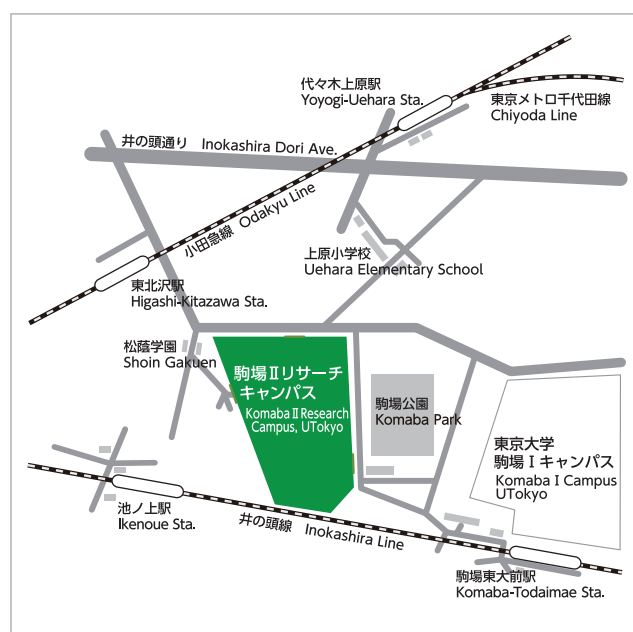 代々木上原駅
Yoyogi-Uehara Sta.
東京メトロ千代田線
Chiyoda Line
井の頭通り Inokashira Dori Ave.
小田急線 Odakyu Line
上原小学校
Uehara Elementary School
東北沢駅
Higashi-Kitazawa Sta.
松蔭学園
Shoin Gakuen
駒場Ⅱリサーチ
キャンパス
Komaba Ⅱ Research
Campus, UTokyo
駒場公園
Komaba Park
東京大学
駒場Ⅰキャンパス
Komaba I Campus
UTokyo
池ノ上駅
Ikenoue Sta.
井の頭線 Inokashira Line
駒場東大前駅
Komaba-Todaimae Sta.